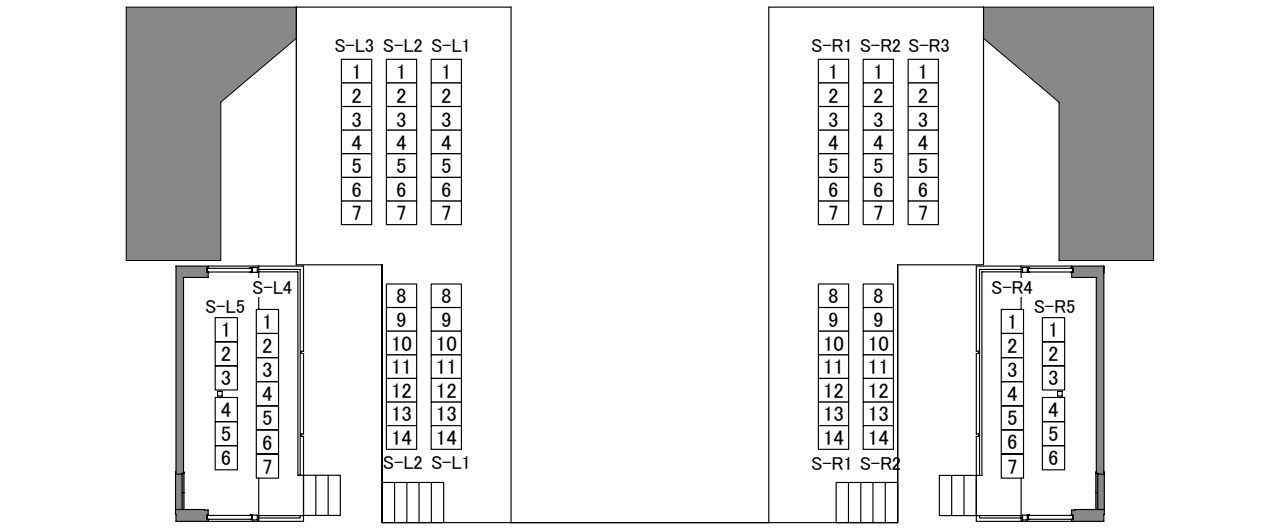 S-L3 S-L2 S-L1 S-R1 S-R2 S-R3
1 1 1 1 1 1
2 2 2 2 2 2
3 3 3 3 3 3
4 4 4 4 4 4
5 5 5 5 5 5
6 6 6 6 6 6
7 7 7 7 7 7
S-L4 S-R4
S-L5 S-R5
8 8 8 8
9 9 9 9
10 10 10 10
11 11 11 11
12 12 12 12
13 13 13 13
14 14 14 14
S-L2 S-L1 S-R1 S-R2
1
2
3
4
5
6
1
2
3
4
5
6
7
1
2
3
4
5
6
7
1
2
3
4
5
6